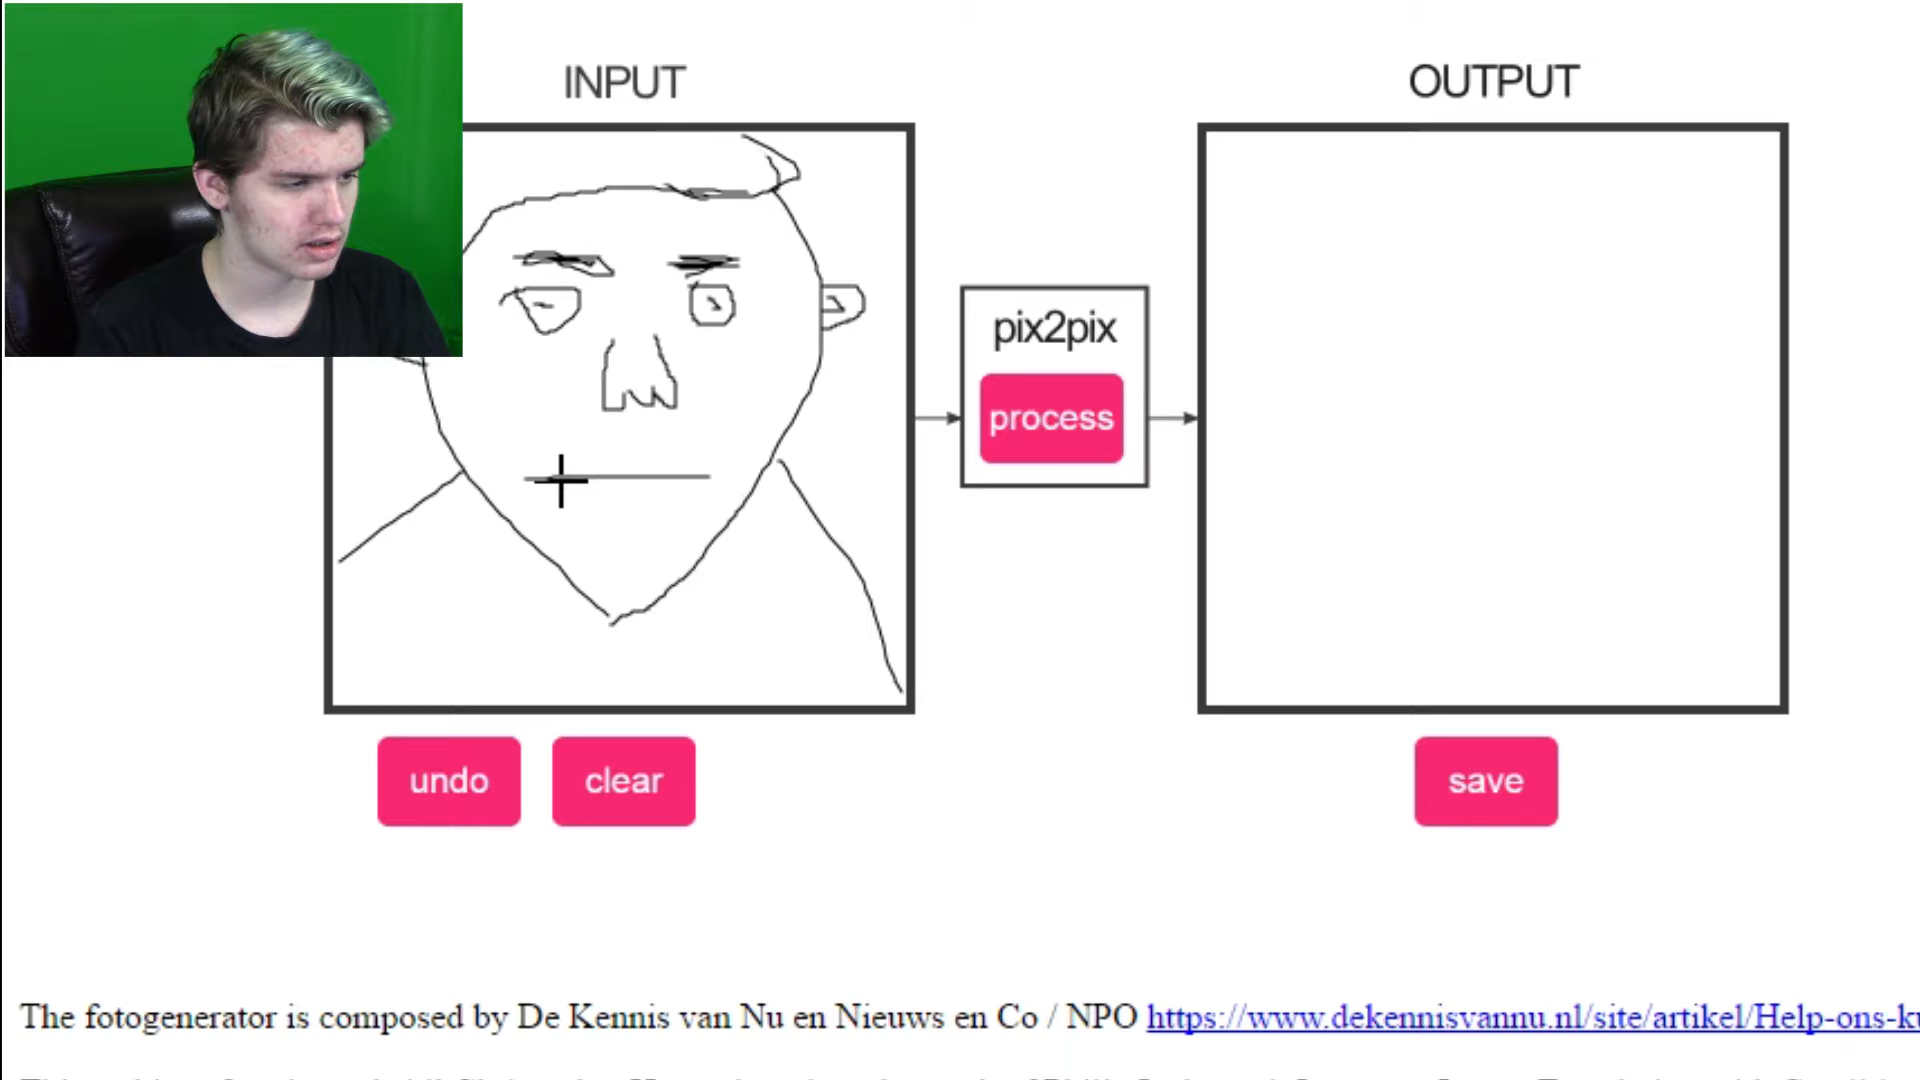 INPUT
OUTPUT
pix2pix
process
undo
clear
save
The fotogenerator is composed by De Kennis van Nu en Nieuws en Co / NPO https://www.dekennisvannu.nl/site/artikel/Help-ons-k